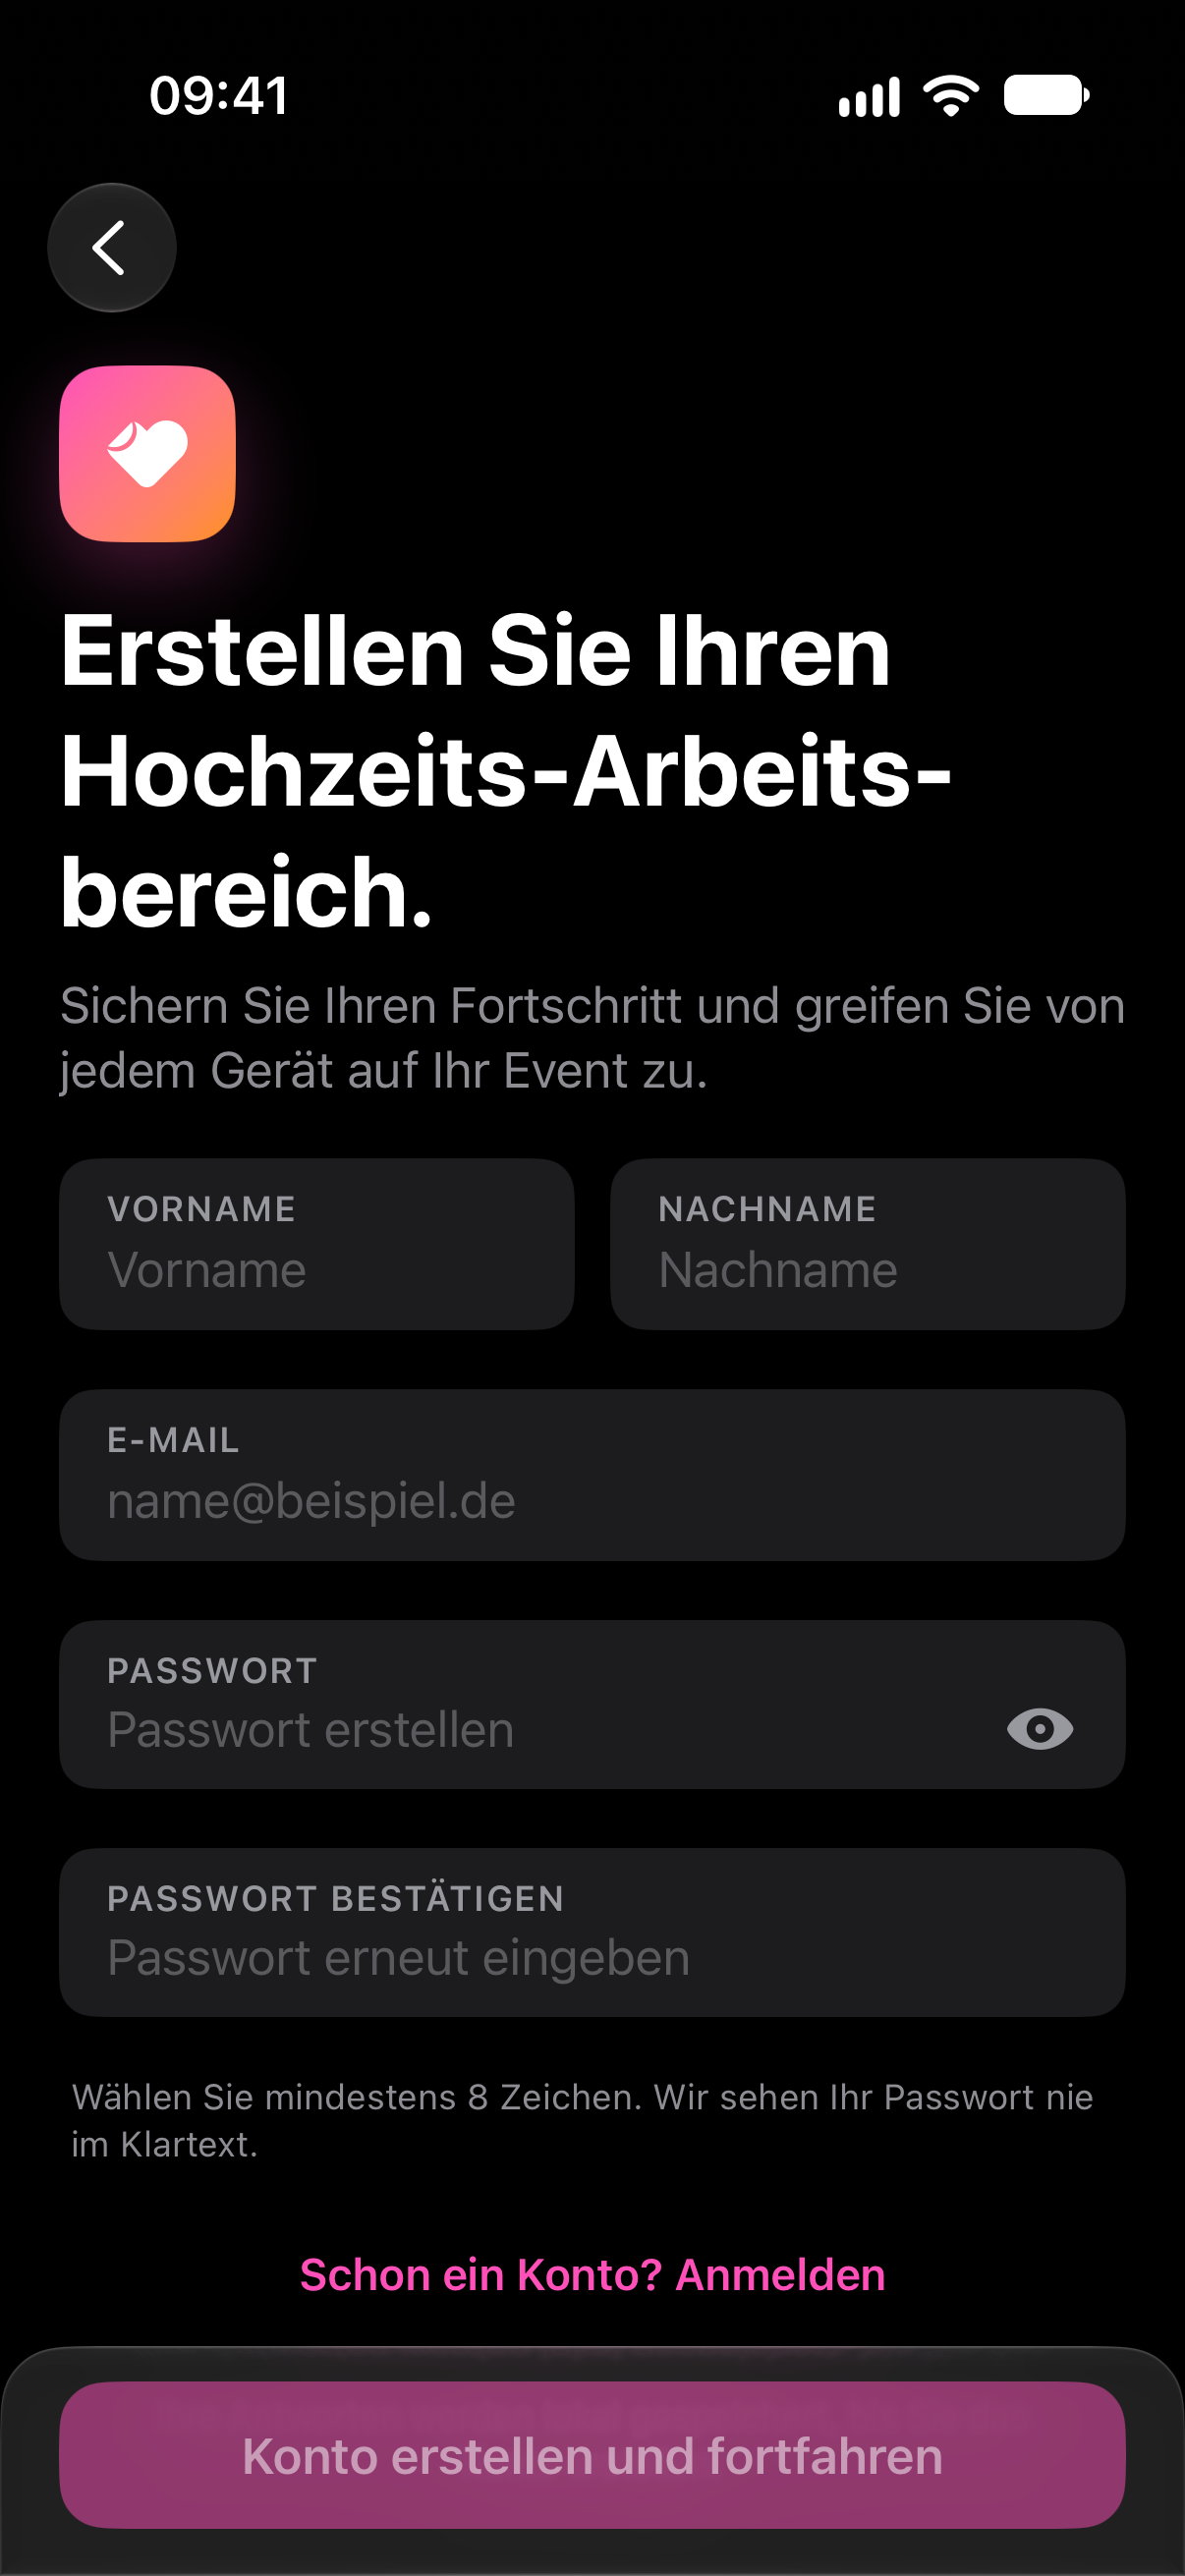 09:41
Erstellen Sie Ihren
Hochzeits-Arbeits-
bereich.
Sichern Sie Ihren Fortschritt und greifen Sie von
jedem Gerät auf Ihr Event zu.
VORNAME
Vorname
NACHNAME
Nachname
E-MAIL
name@beispiel.de
PASSWORT
Passwort erstellen
PASSWORT BESTÄTIGEN
Passwort erneut eingeben
Wählen Sie mindestens 8 Zeichen. Wir sehen Ihr Passwort nie
im Klartext.
Schon ein Konto? Anmelden
Konto erstellen und fortfahren